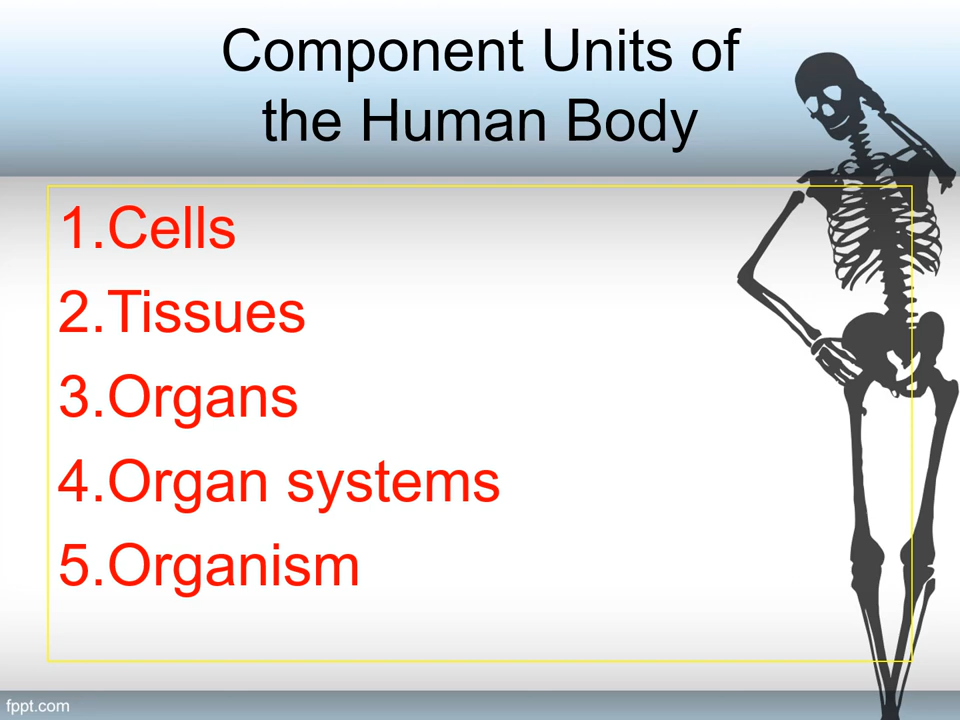 Component Units of
the Human Body
1.Cells
2.Tissues
3.Organs
4.Organ systems
5.Organism
fppt.com